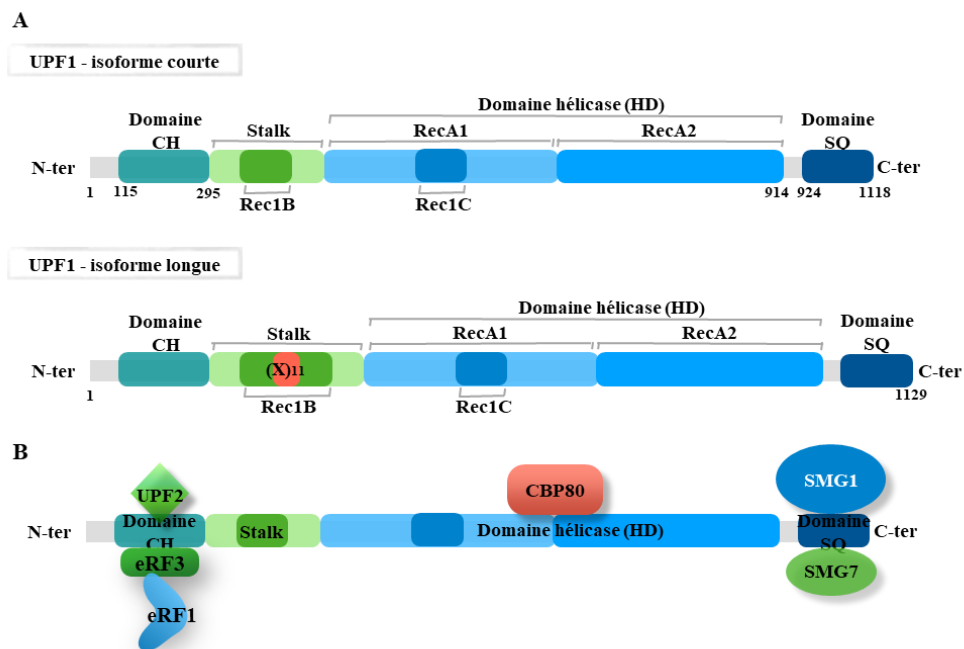 A
UPF1 - isoforme courte
Domaine hélicase (HD)
Domaine
CH
Stalk
RecA1
RecA2
Domaine
SQ
N-ter
C-ter
1
115
295
Rec1B
Rec1C
914
924
1118
UPF1 - isoforme longue
Domaine hélicase (HD)
Domaine
CH
Stalk
RecA1
RecA2
Domaine
SQ
N-ter
(X)11
C-ter
1
Rec1B
Rec1C
1129
B
UPF2
CBP80
SMG1
N-ter
Domaine
CH
Stalk
Domaine hélicase (HD)
Domaine
SQ
C-ter
eRF3
SMG7
eRF1